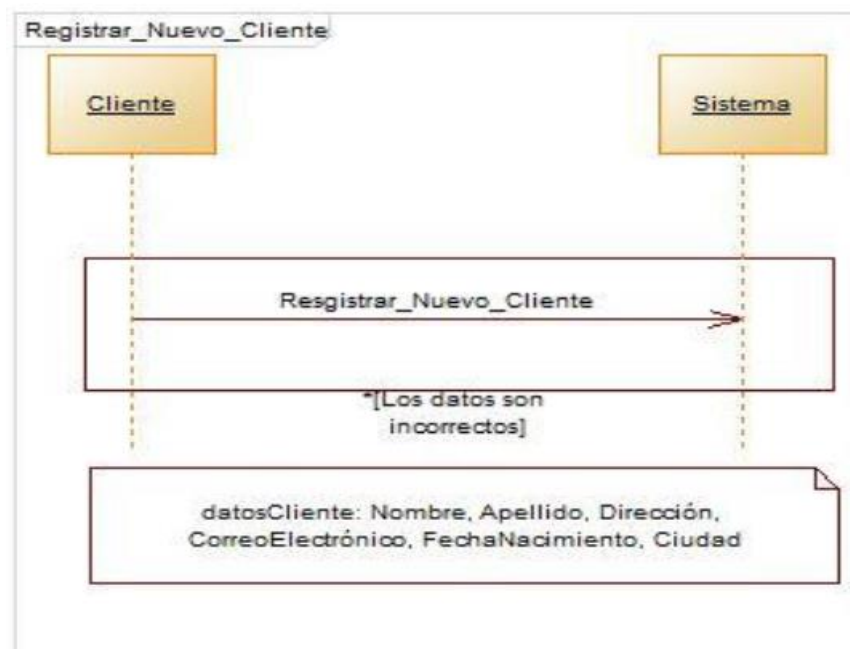 Registrar_Nuevo_Cliente
Cliente
Sistema
Resgistrar_Nuevo_Cliente
*[Los datos son
incorrectos]
datosCliente: Nombre, Apellido, Dirección,
CorreoElectrónico, FechaNacimiento, Ciudad